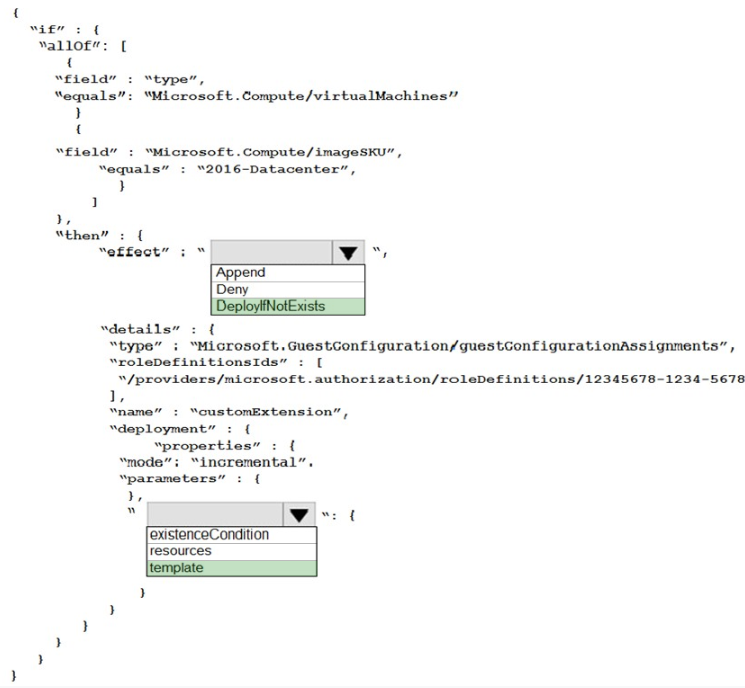 {
"if" : {
"allOf": [
{
"field" : "type",
"equals": "Microsoft.Compute/virtualMachines"
}
{
"field" : "Microsoft.Compute/imageSKU",
"equals" : "2016-Datacenter",
}
]
},
"then" : {
"effect" : " ",
Append
Deny
DeployIfNotExists
"details" : {
"type" : "Microsoft.GuestConfiguration/guestConfigurationAssignments",
"roleDefinitionsIds" : [
"/providers/microsoft.authorization/roleDefinitions/12345678-1234-5678
],
"name" : "customExtension",
"deployment" : {
"properties" : {
"mode": "incremental".
"parameters" : {
},
" ": {
existenceCondition
resources
template
}
}
}
}
}
}